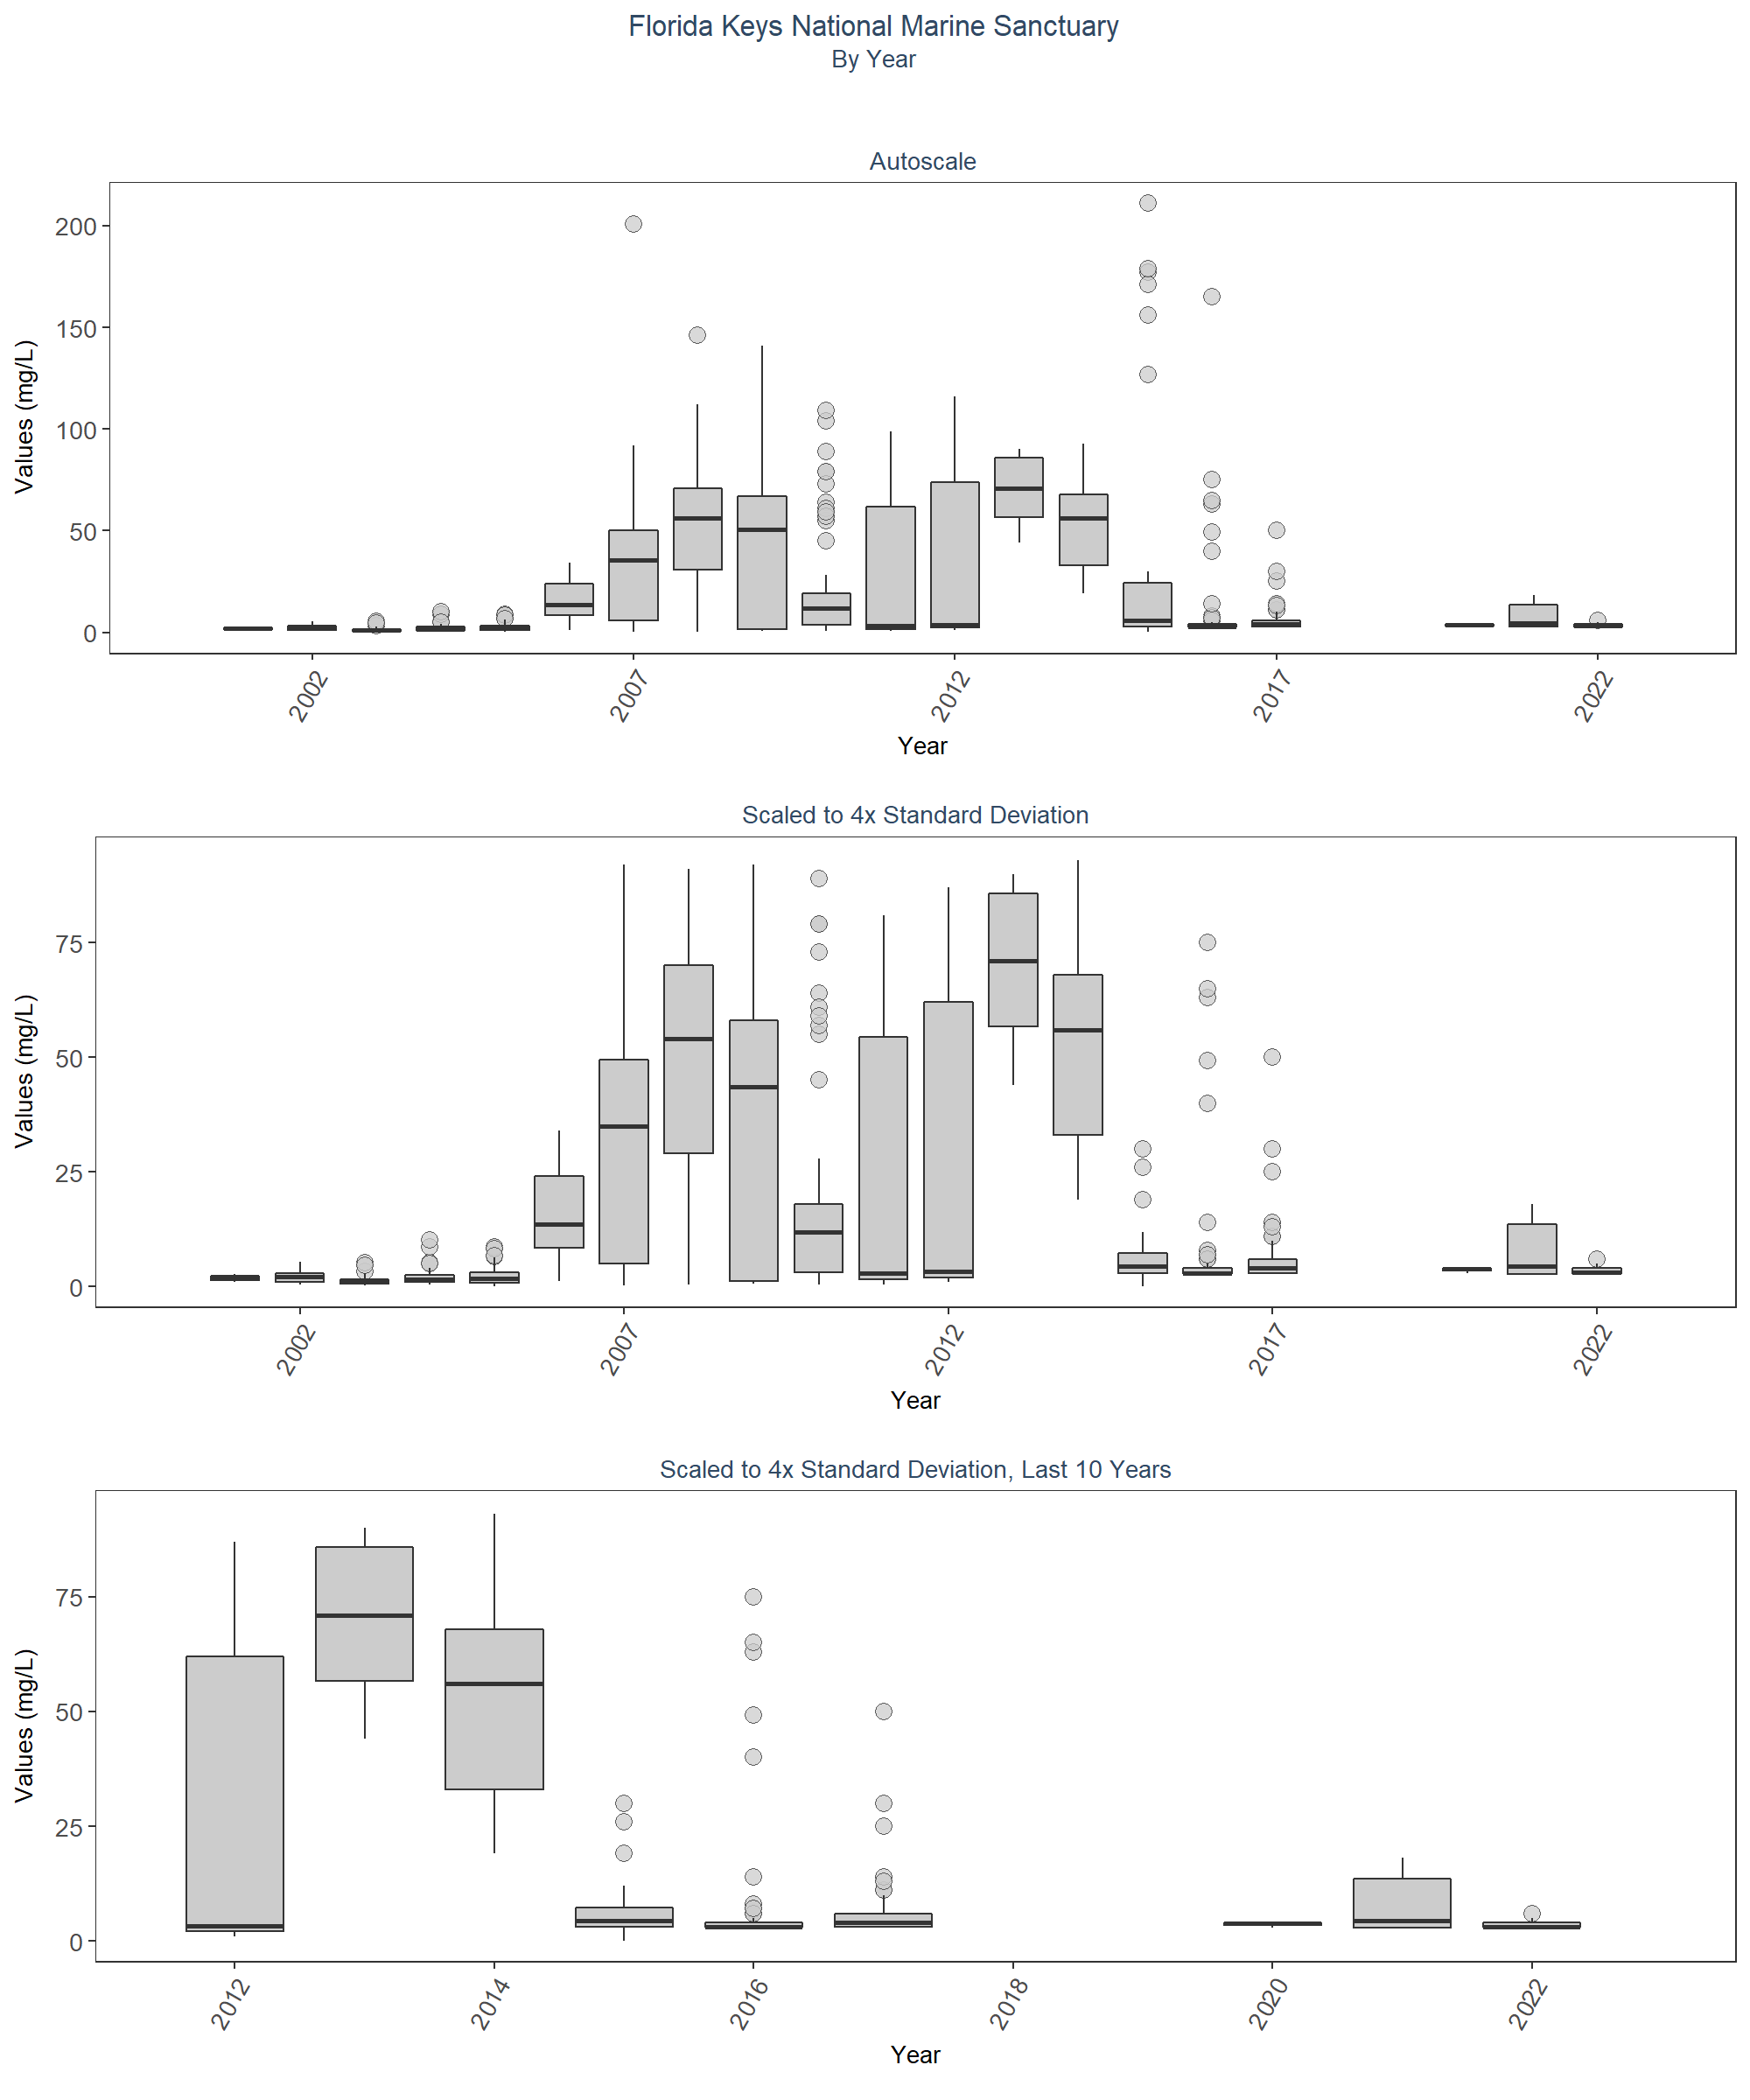 Florida Keys National Marine Sanctuary
By Year
Autoscale
Values (mg/L)
200
150
100
50
0
2002
2007
2012
2017
2022
Year
Scaled to 4x Standard Deviation
Values (mg/L)
75
50
25
0
2002
2007
2012
2017
2022
Year
Scaled to 4x Standard Deviation, Last 10 Years
Values (mg/L)
75
50
25
0
2012
2014
2016
2018
2020
2022
Year